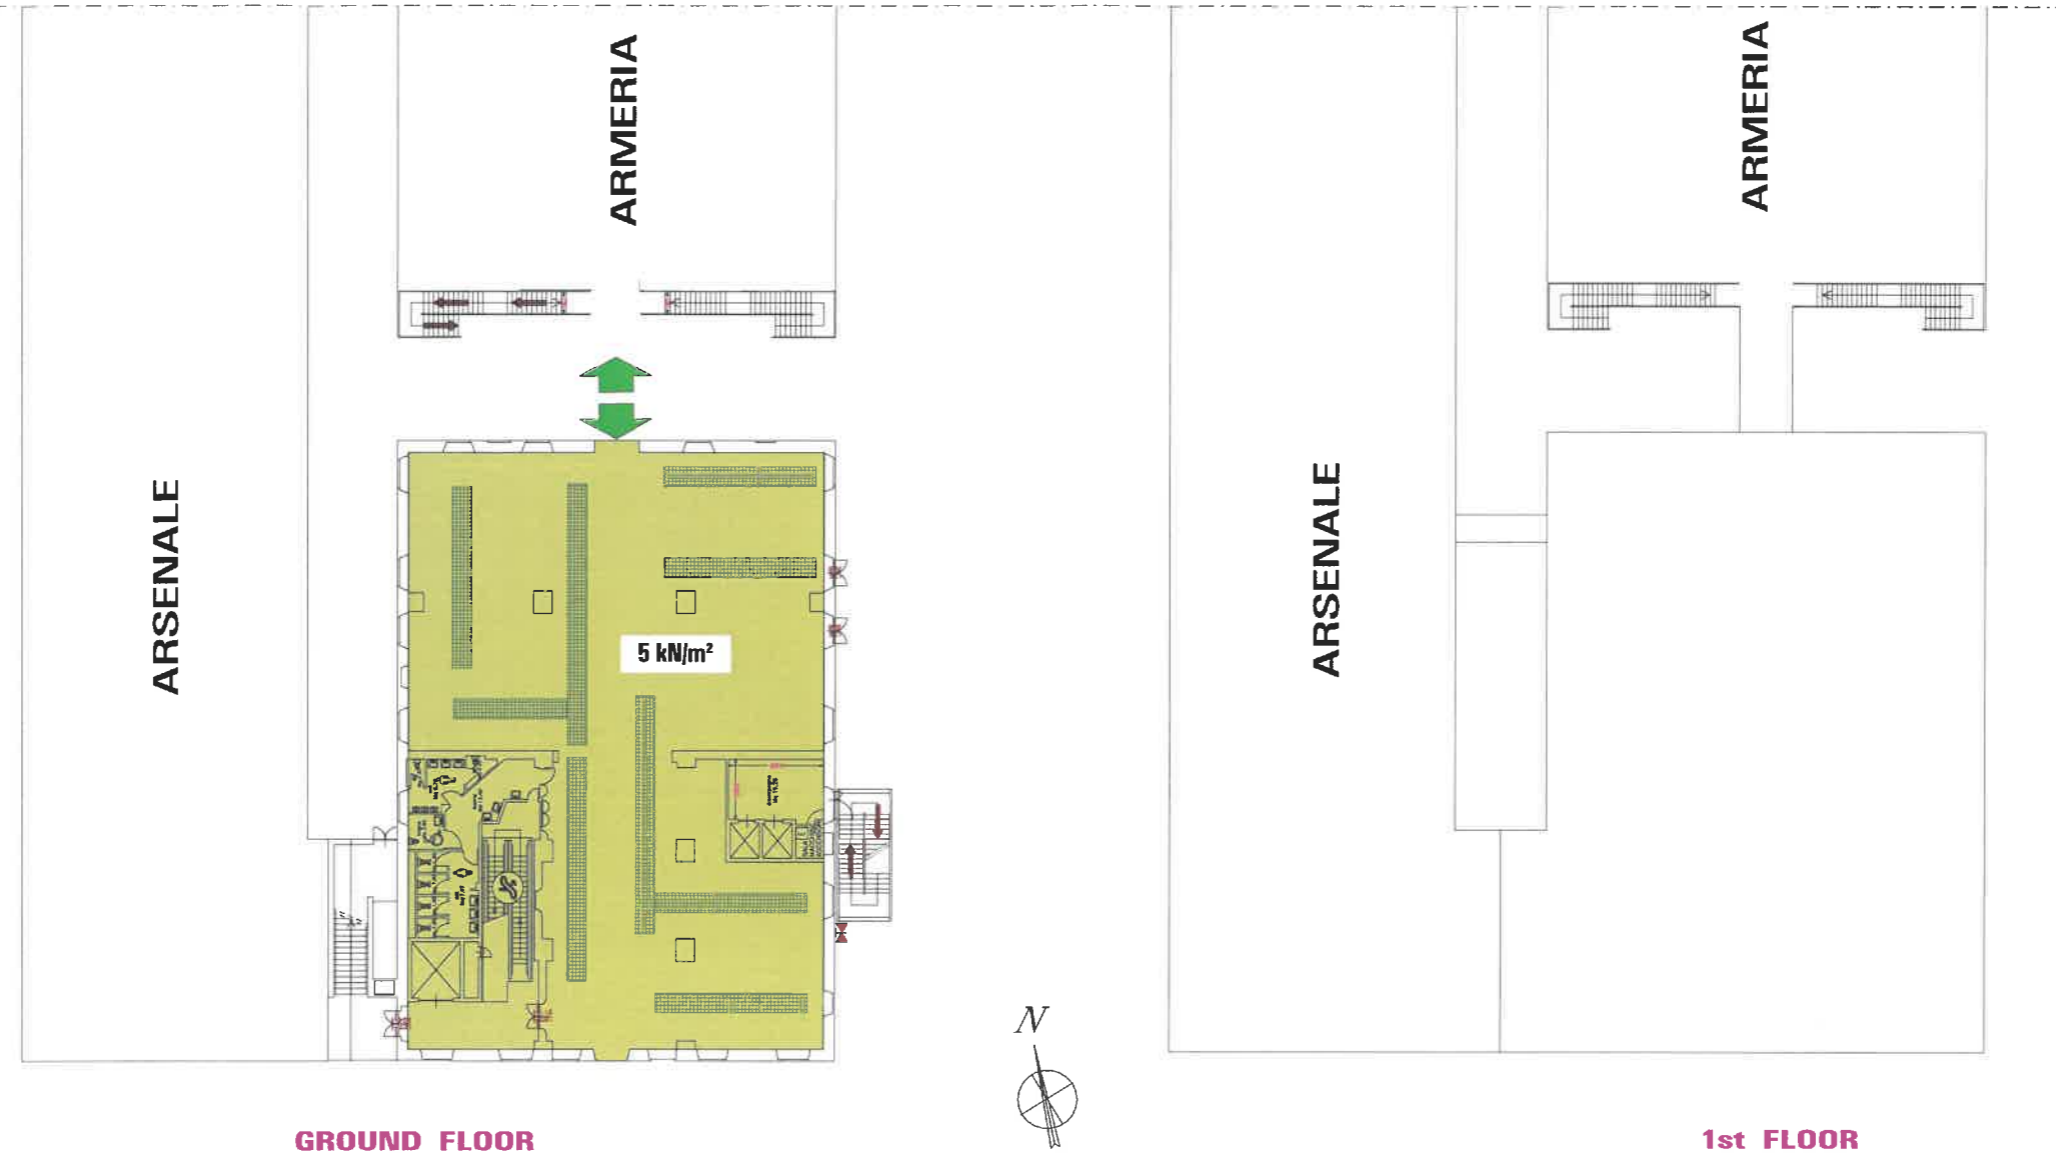 ARMERIA
ARMERIA
ARSENALE
ARSENALE
5 kN/m²
N
GROUND FLOOR
1st FLOOR